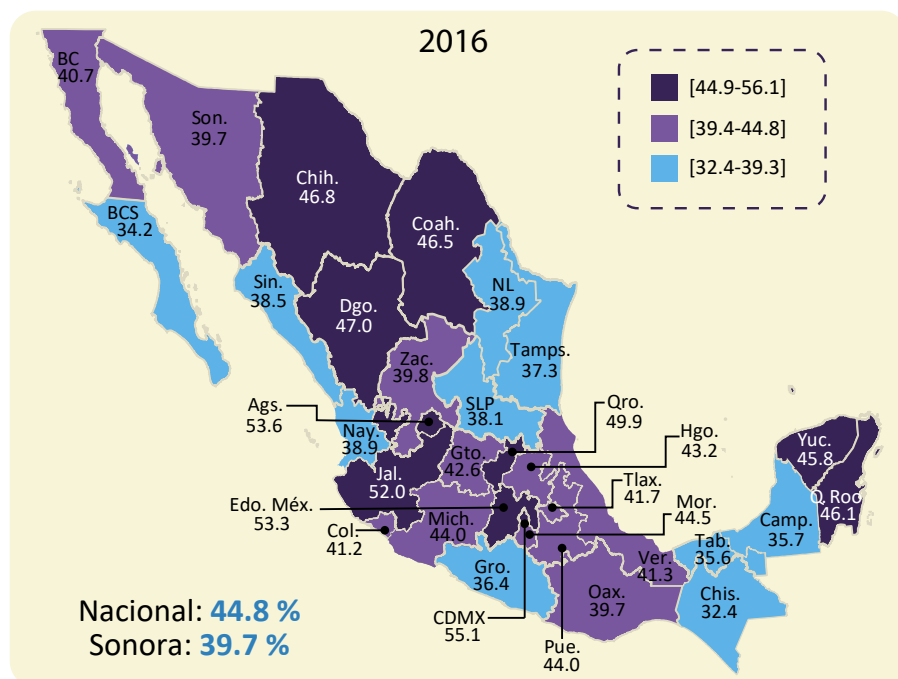 2016
[44.9-56.1]
[39.4-44.8]
[32.4-39.3]
BC
40.7
Son.
39.7
Chih.
46.8
BCS
34.2
Coah.
46.5
Sin.
38.5
NL
38.9
Dgo.
47.0
Tamps.
37.3
Zac.
39.8
Ags.
53.6
SLP
38.1
Qro.
49.9
Nay.
38.9
Hgo.
43.2
Yuc.
45.8
Gto.
42.6
Jal.
52.0
Tlax.
41.7
Q Roo
46.1
Edo. Méx.
53.3
Mor.
44.5
Camp.
35.7
Col.
41.2
Mich.
44.0
Tab.
35.6
Ver.
41.3
Gro.
36.4
Oax.
39.7
Chis.
32.4
CDMX
55.1
Pue.
44.0
Nacional: 44.8 %
Sonora: 39.7 %